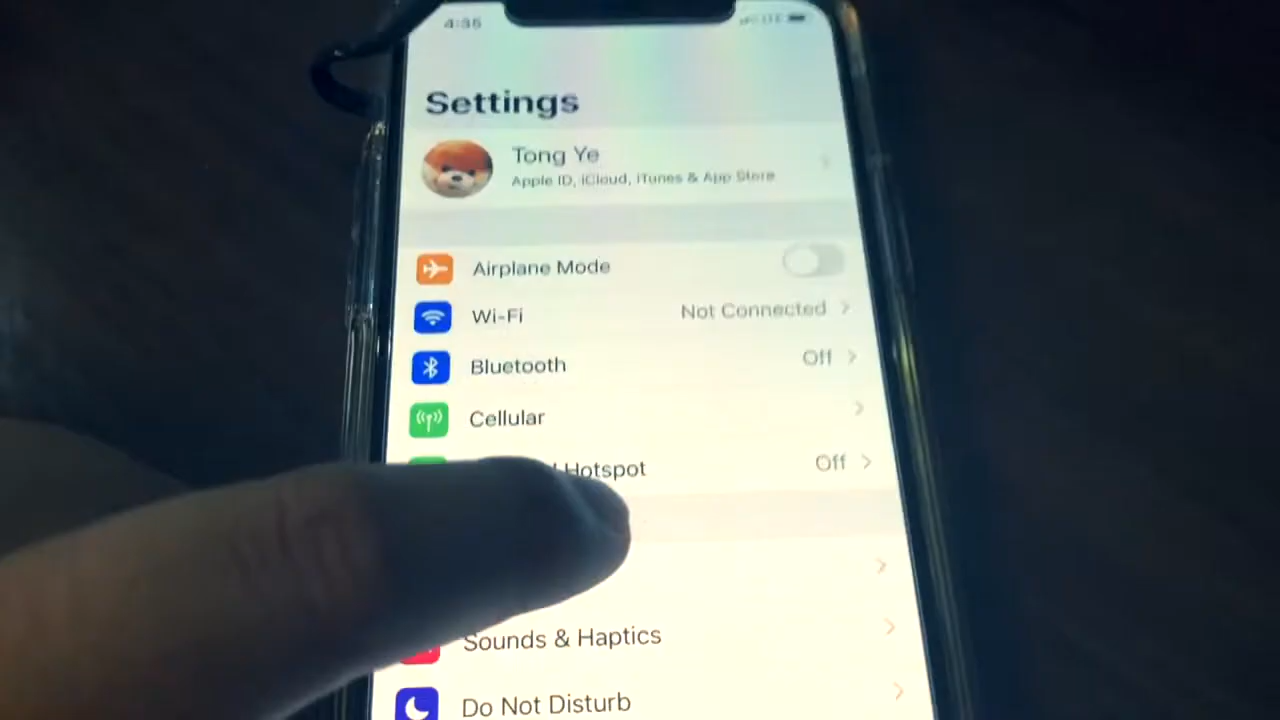 4:35
LTE
Settings
Tong Ye
Apple ID, iCloud, iTunes & App Store
Airplane Mode
Wi-Fi
Not Connected
Bluetooth
Off
Cellular
Hotspot
Off
Sounds & Haptics
Do Not Disturb